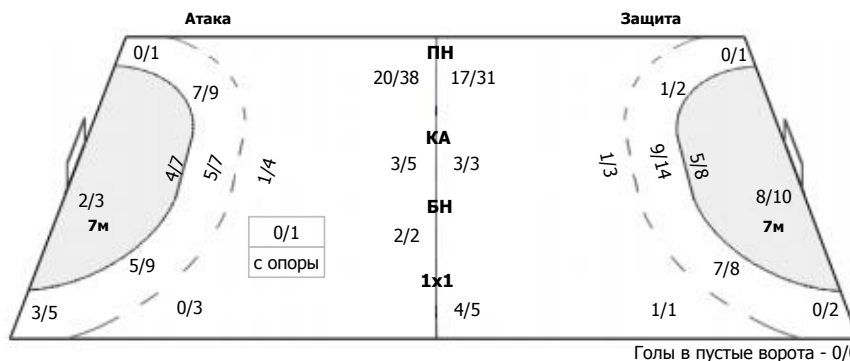 Атака Защита
0/1 ПН 0/1
7/9 20/38 17/31 1/2
КА
4/7 5/7 1/4 3/5 3/3 1/3 9/14 5/8
2/3 БН 8/10
7м 0/1 2/2 7м
5/9 с опоры 7/8
1x1
3/5 0/3 4/5 1/1 0/2
Голы в пустые ворота - 0/